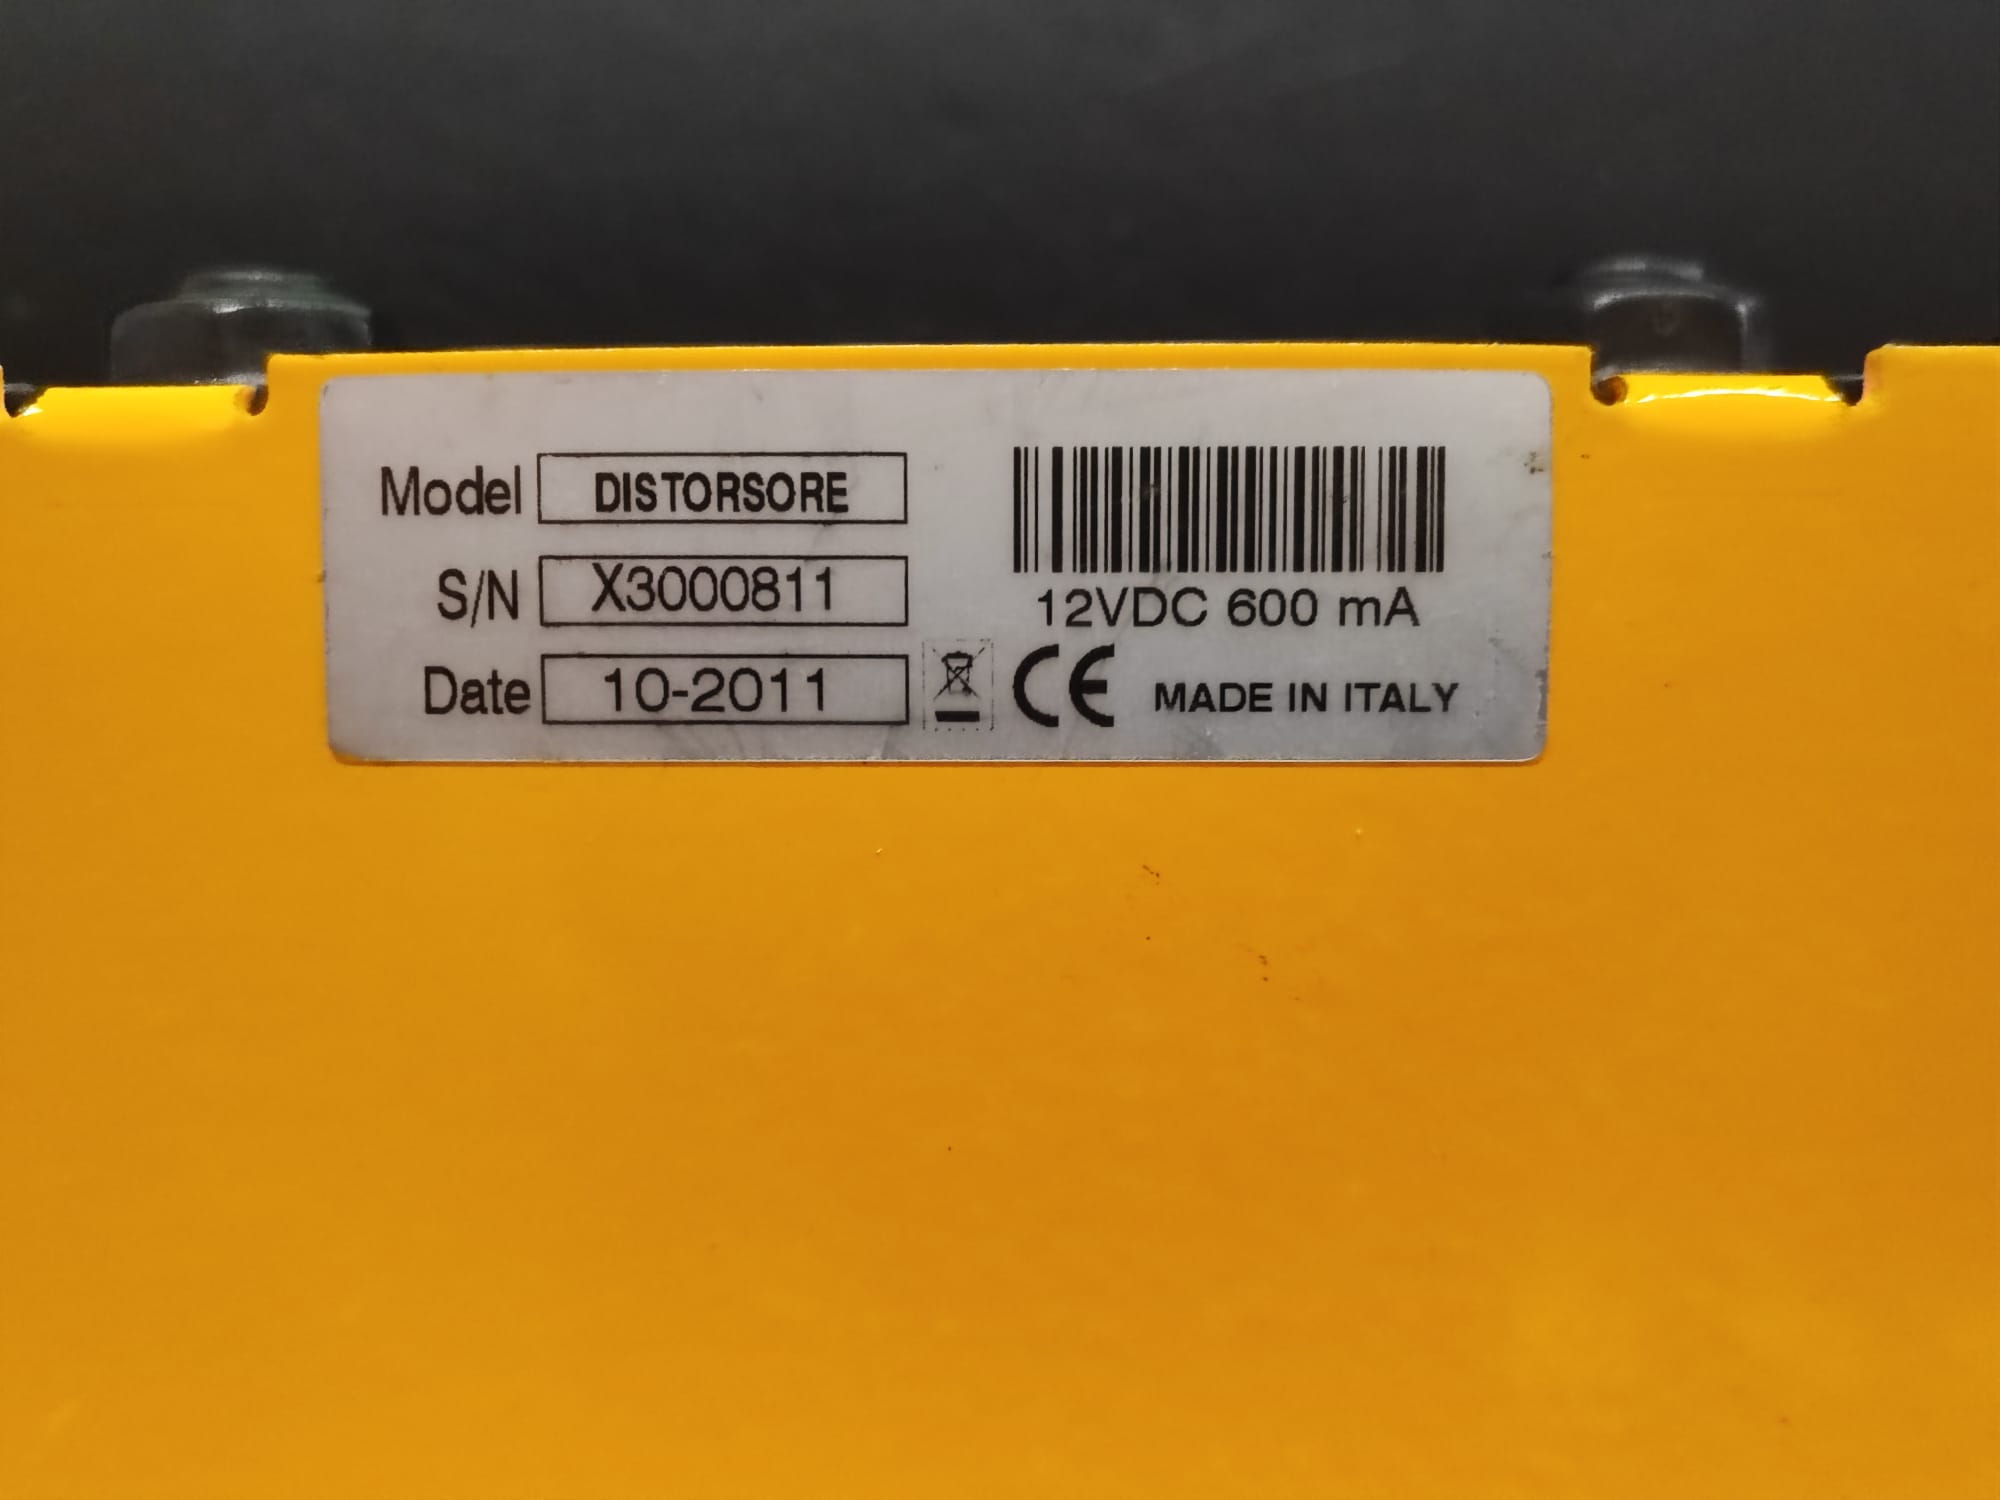 Model DISTORSORE
S/N X3000811
Date 10-2011
12VDC 600 mA
CE MADE IN ITALY